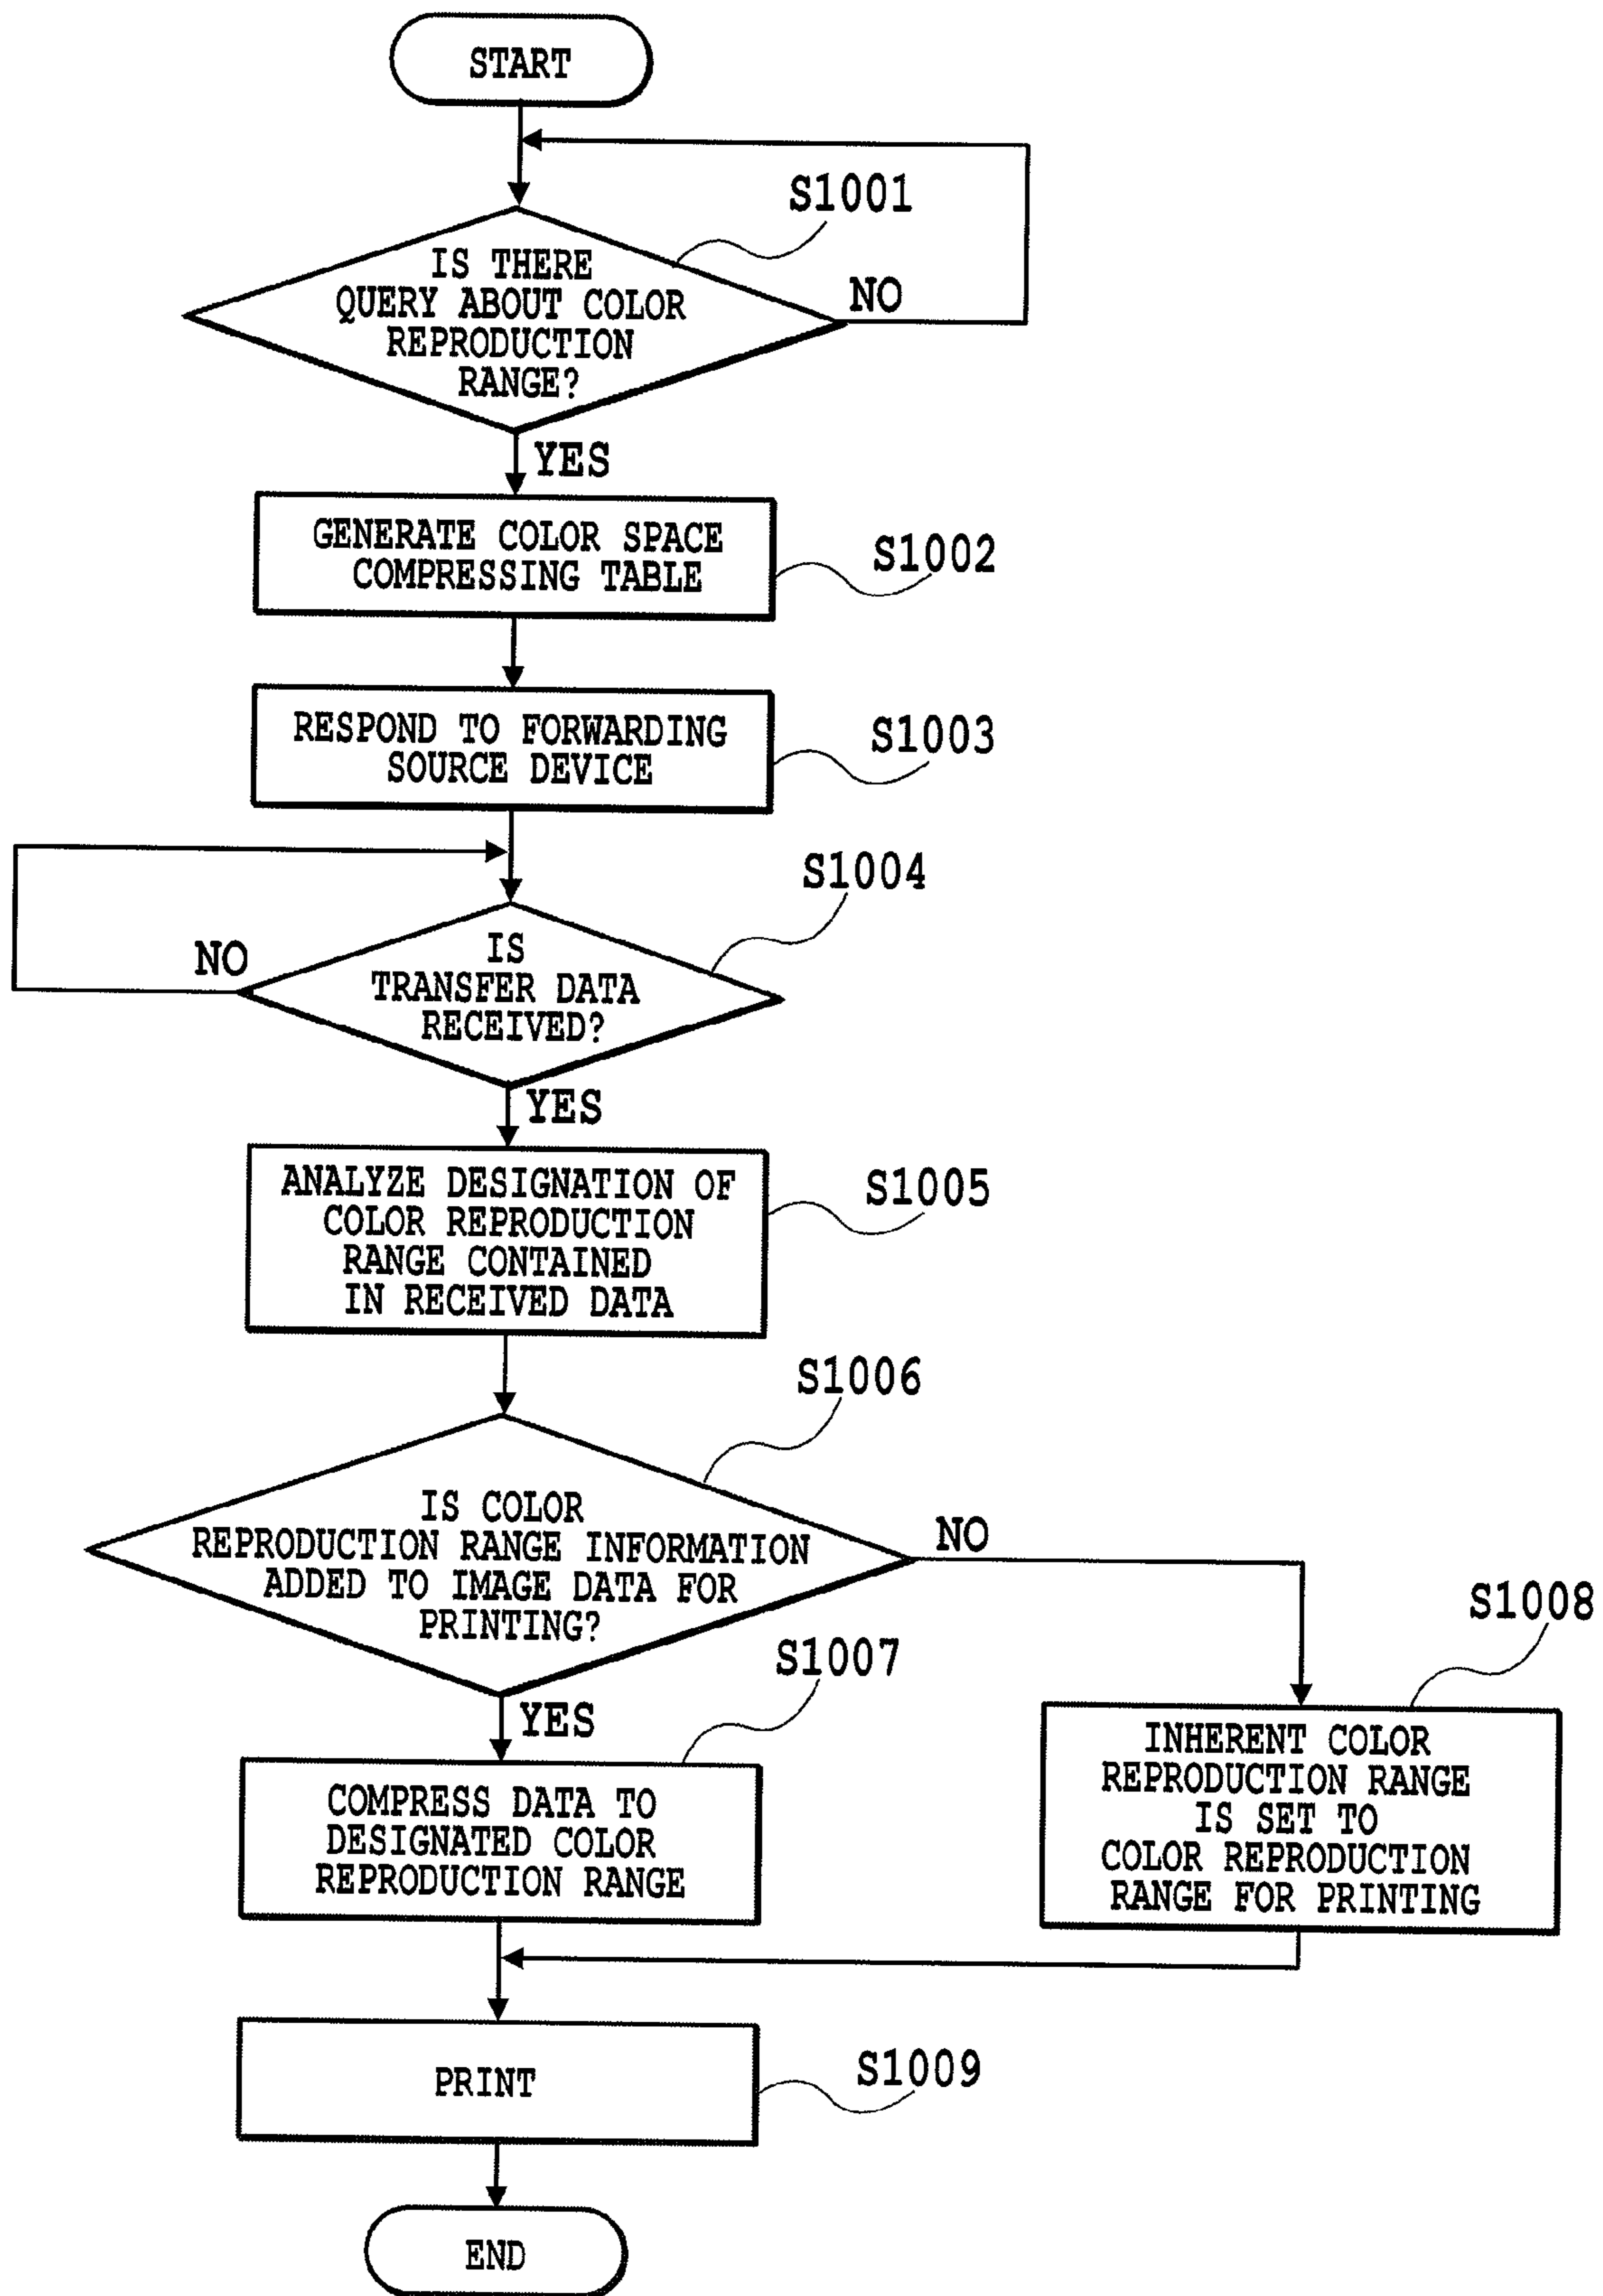 START
S1001
IS THERE
QUERY ABOUT COLOR
REPRODUCTION
RANGE?
NO
YES
GENERATE COLOR SPACE
COMPRESSING TABLE
S1002
RESPOND TO FORWARDING
SOURCE DEVICE
S1003
S1004
NO
IS
TRANSFER DATA
RECEIVED?
YES
ANALYZE DESIGNATION OF
COLOR REPRODUCTION
RANGE CONTAINED
IN RECEIVED DATA
S1005
S1006
IS COLOR
REPRODUCTION RANGE INFORMATION
ADDED TO IMAGE DATA FOR
PRINTING?
NO
YES
S1007
COMPRESS DATA TO
DESIGNATED COLOR
REPRODUCTION RANGE
S1008
INHERENT COLOR
REPRODUCTION RANGE
IS SET TO
COLOR REPRODUCTION
RANGE FOR PRINTING
PRINT
S1009
END